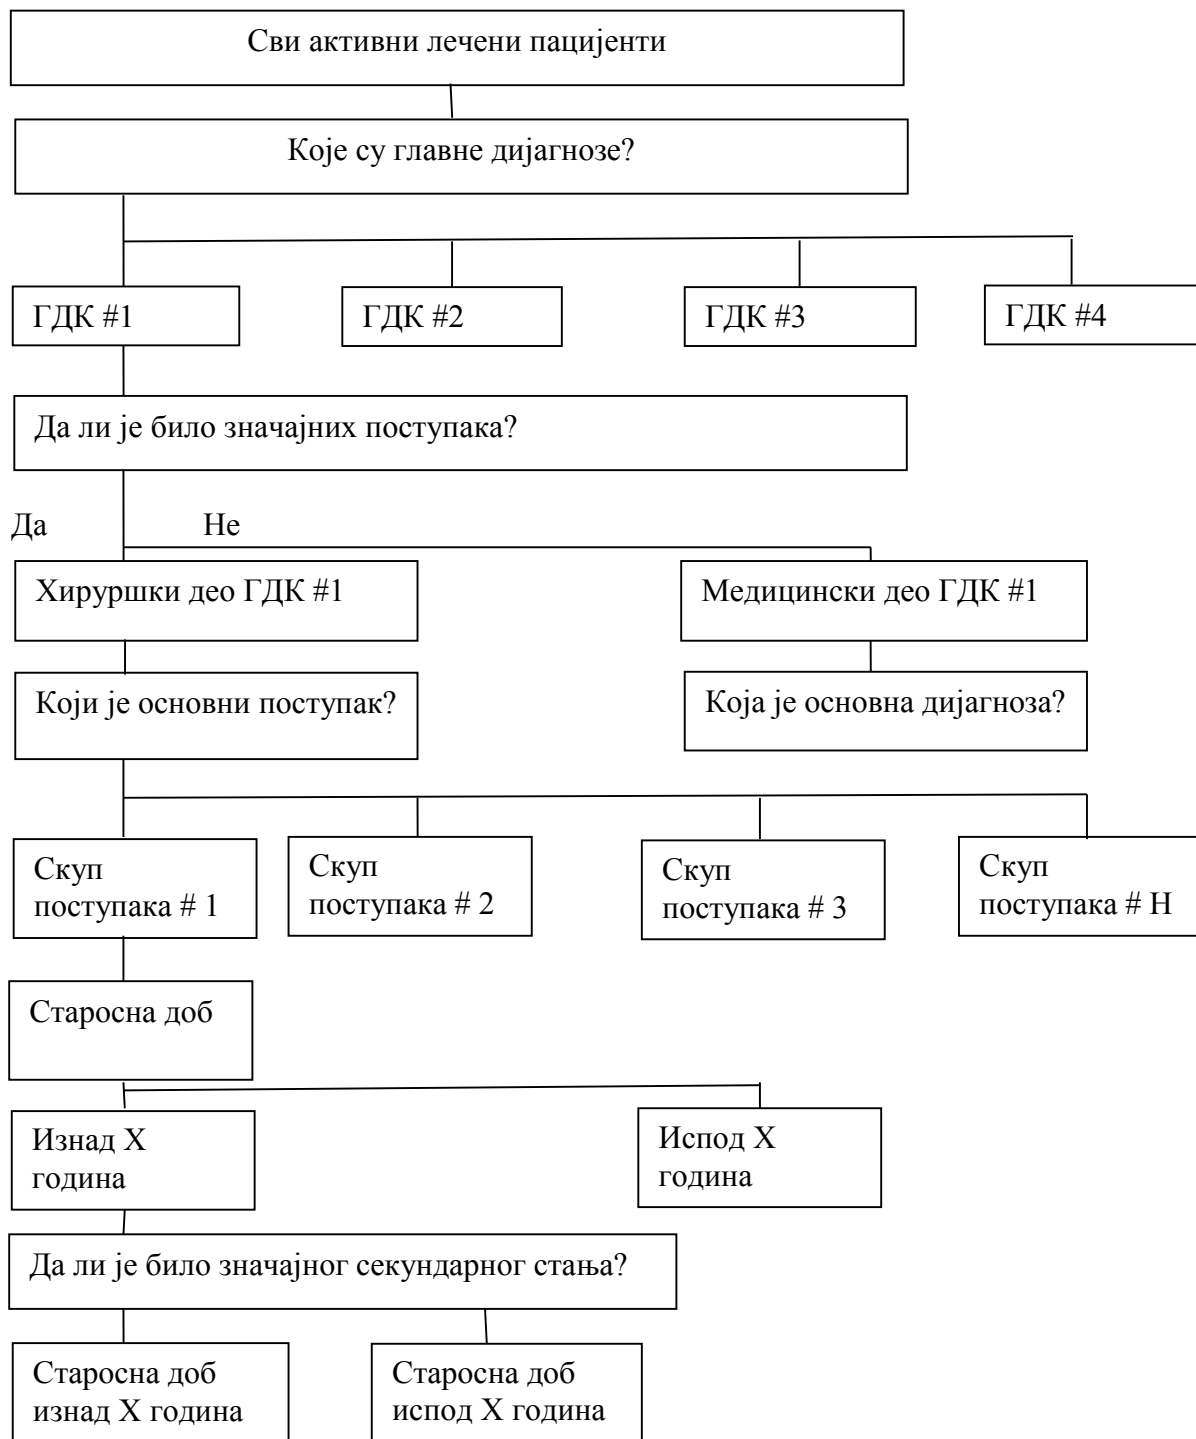 Сви активни лечени пацијенти
Које су главне дијагнозе?
ГДК #1
ГДК #2
ГДК #3
ГДК #4
Да ли је било значајних поступака?
Да
Не
Хируршки део ГДК #1
Медицински део ГДК #1
Који је основни поступак?
Која је основна дијагноза?
Скуп
поступака # 1
Скуп
поступака # 2
Скуп
поступака # 3
Скуп
поступака # Н
Старосна доб
Изнад Х
година
Испод Х
година
Да ли је било значајног секундарног стања?
Старосна доб
изнад Х година
Старосна доб
испод Х година